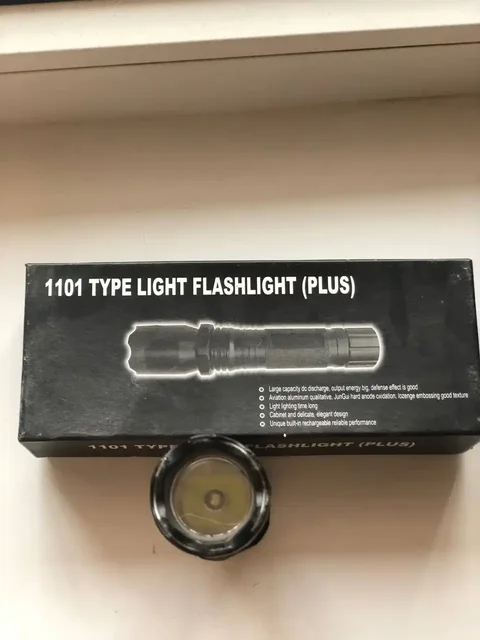 1101 TYPE LIGHT FLASHLIGHT (PLUS)
Large capacity dc discharge, output energy big, defense effect is good
Aviation aluminum qualitative, JunGui hard anode oxidation, lozenge embossing good texture
Light lighting time long
Cabinet and delicate, elegant design
Unique built-in rechargeable reliable performance
1101 TYPE FLASHLIGHT (PLUS)